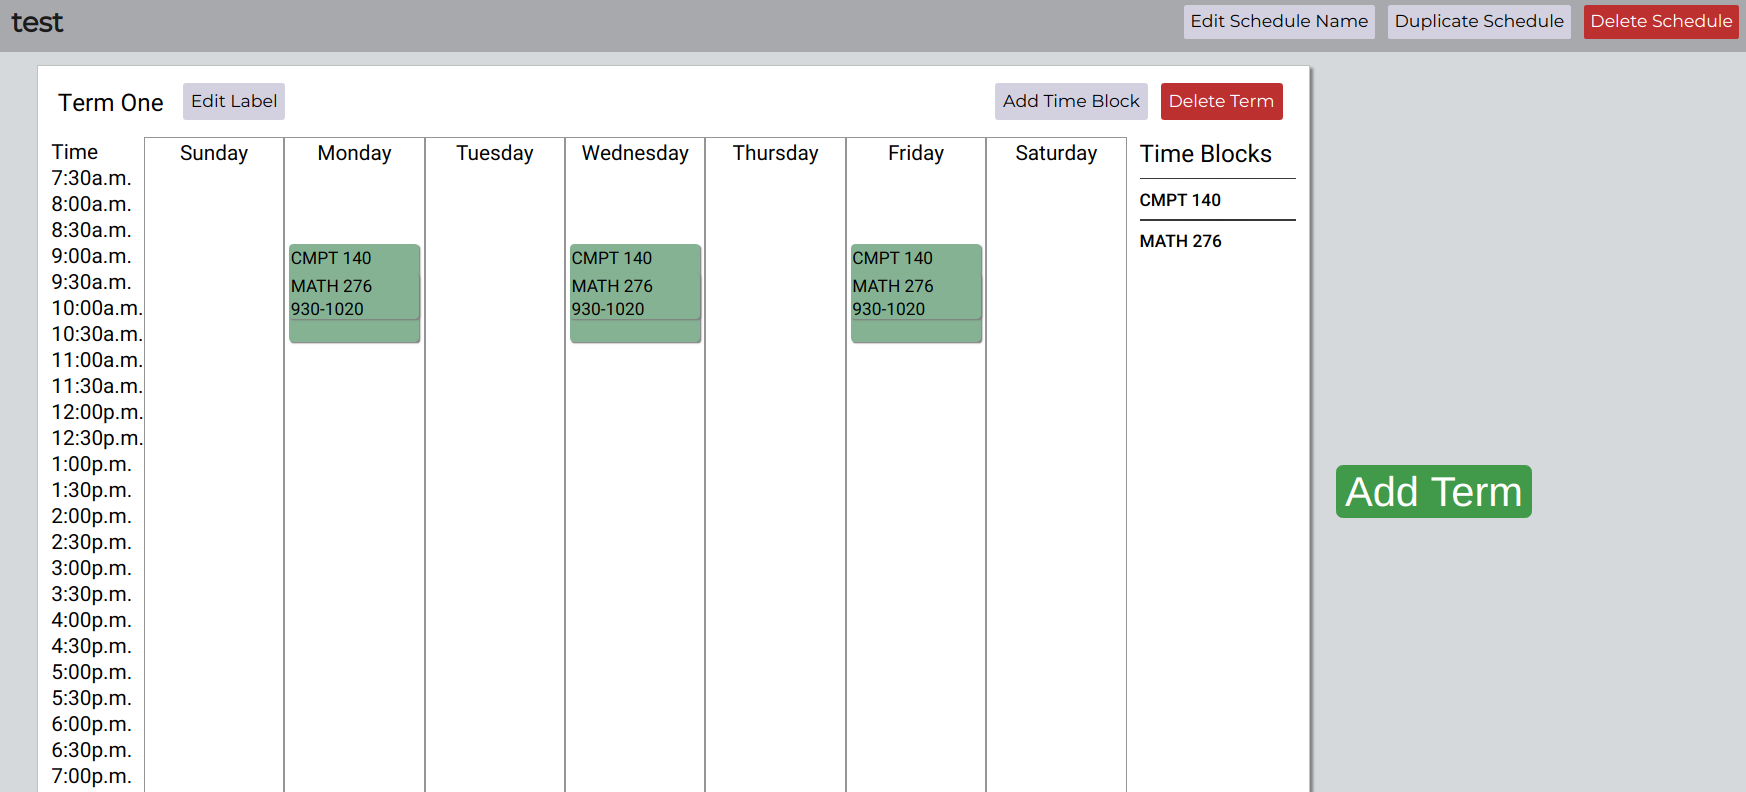 test
Edit Schedule Name
Duplicate Schedule
Delete Schedule
Term One
Edit Label
Add Time Block
Delete Term
Time
Sunday
Monday
Tuesday
Wednesday
Thursday
Friday
Saturday
Time Blocks
7:30a.m.
8:00a.m.
8:30a.m.
9:00a.m.
9:30a.m.
10:00a.m.
10:30a.m.
11:00a.m.
11:30a.m.
12:00p.m.
12:30p.m.
1:00p.m.
1:30p.m.
2:00p.m.
2:30p.m.
3:00p.m.
3:30p.m.
4:00p.m.
4:30p.m.
5:00p.m.
5:30p.m.
6:00p.m.
6:30p.m.
7:00p.m.
CMPT 140
MATH 276
930-1020
CMPT 140
MATH 276
930-1020
CMPT 140
MATH 276
930-1020
CMPT 140
MATH 276
Add Term